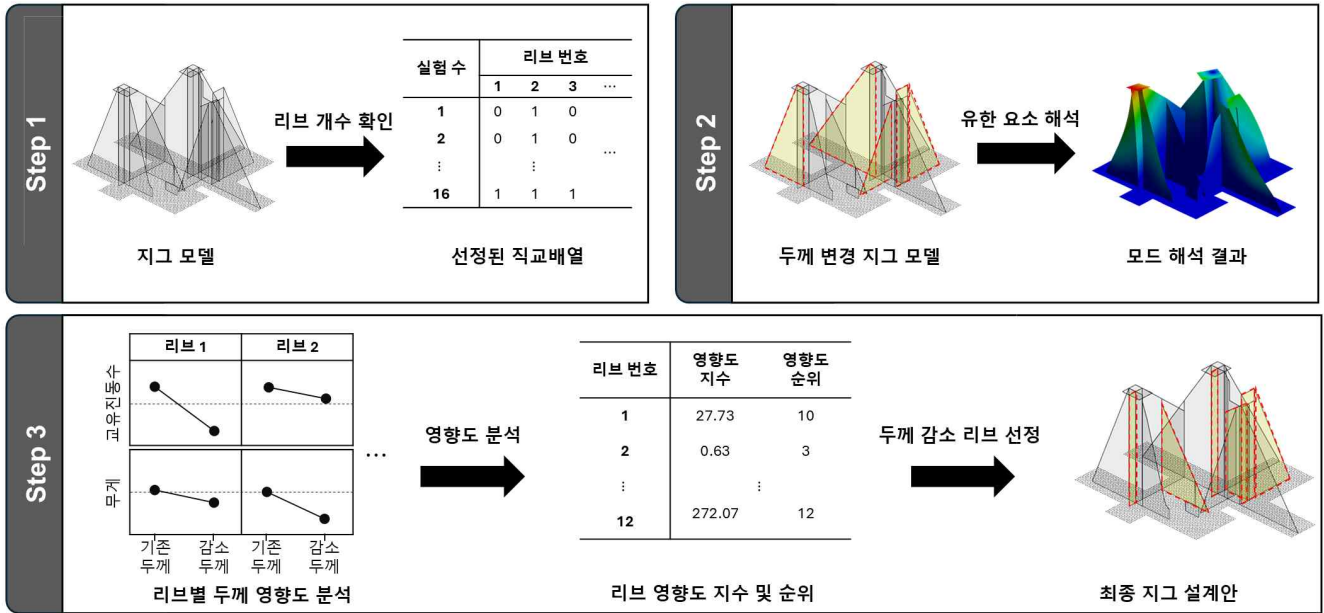 Step 1
리브 개수 확인
지그 모델
실험 수
리브 번호
1 2 3 …
1 0 1 0
2 0 1 0
…
⋮ ⋮
16 1 1 1
선정된 직교배열
Step 2
두께 변경 지그 모델
유한 요소 해석
모드 해석 결과
Step 3
리브 1 리브 2
고유진동수
무게
…
기존 두께
감소 두께
기존 두께
감소 두께
리브별 두께 영향도 분석
영향도 분석
리브 번호
영향도
지수
영향도
순위
1 27.73 10
2 0.63 3
⋮ ⋮
12 272.07 12
리브 영향도 지수 및 순위
두께 감소 리브 선정
최종 지그 설계안